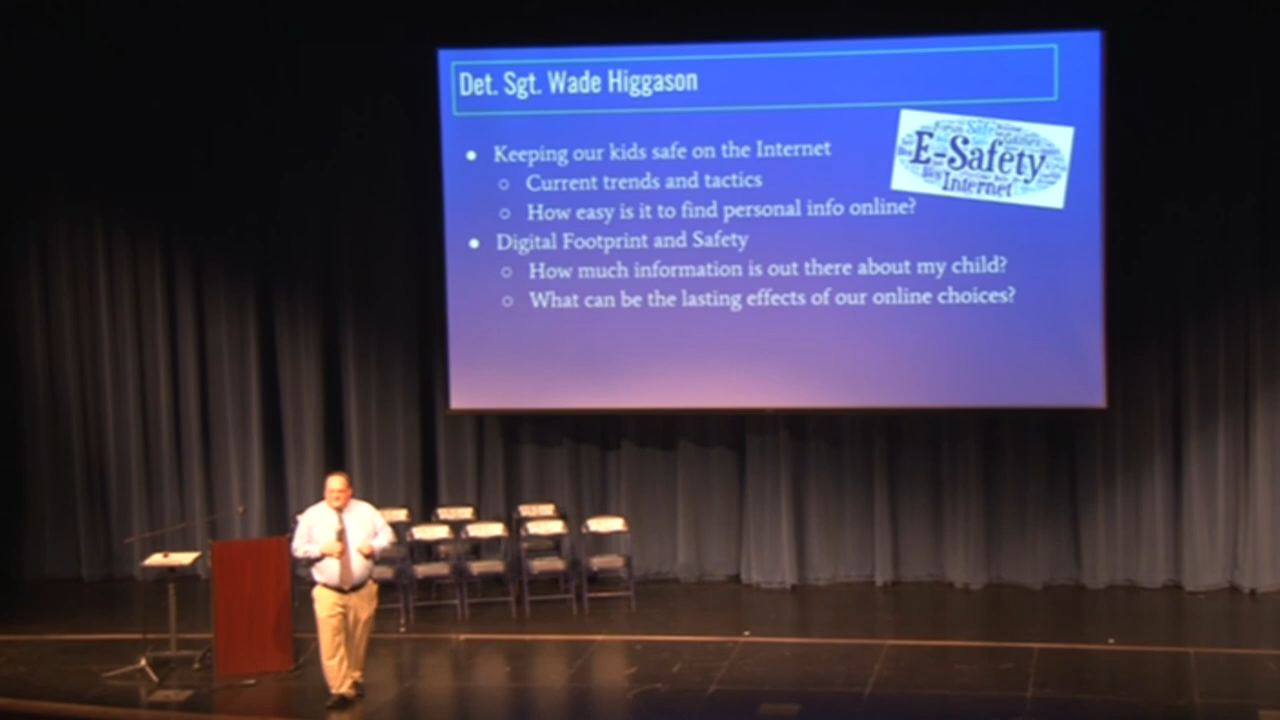 Det. Sgt. Wade Higgason
● Keeping our kids safe on the Internet
○ Current trends and tactics
○ How easy is it to find personal info online?
● Digital Footprint and Safety
○ How much information is out there about my child?
○ What can be the lasting effects of our online choices?
Safe
E-Safety
Internet